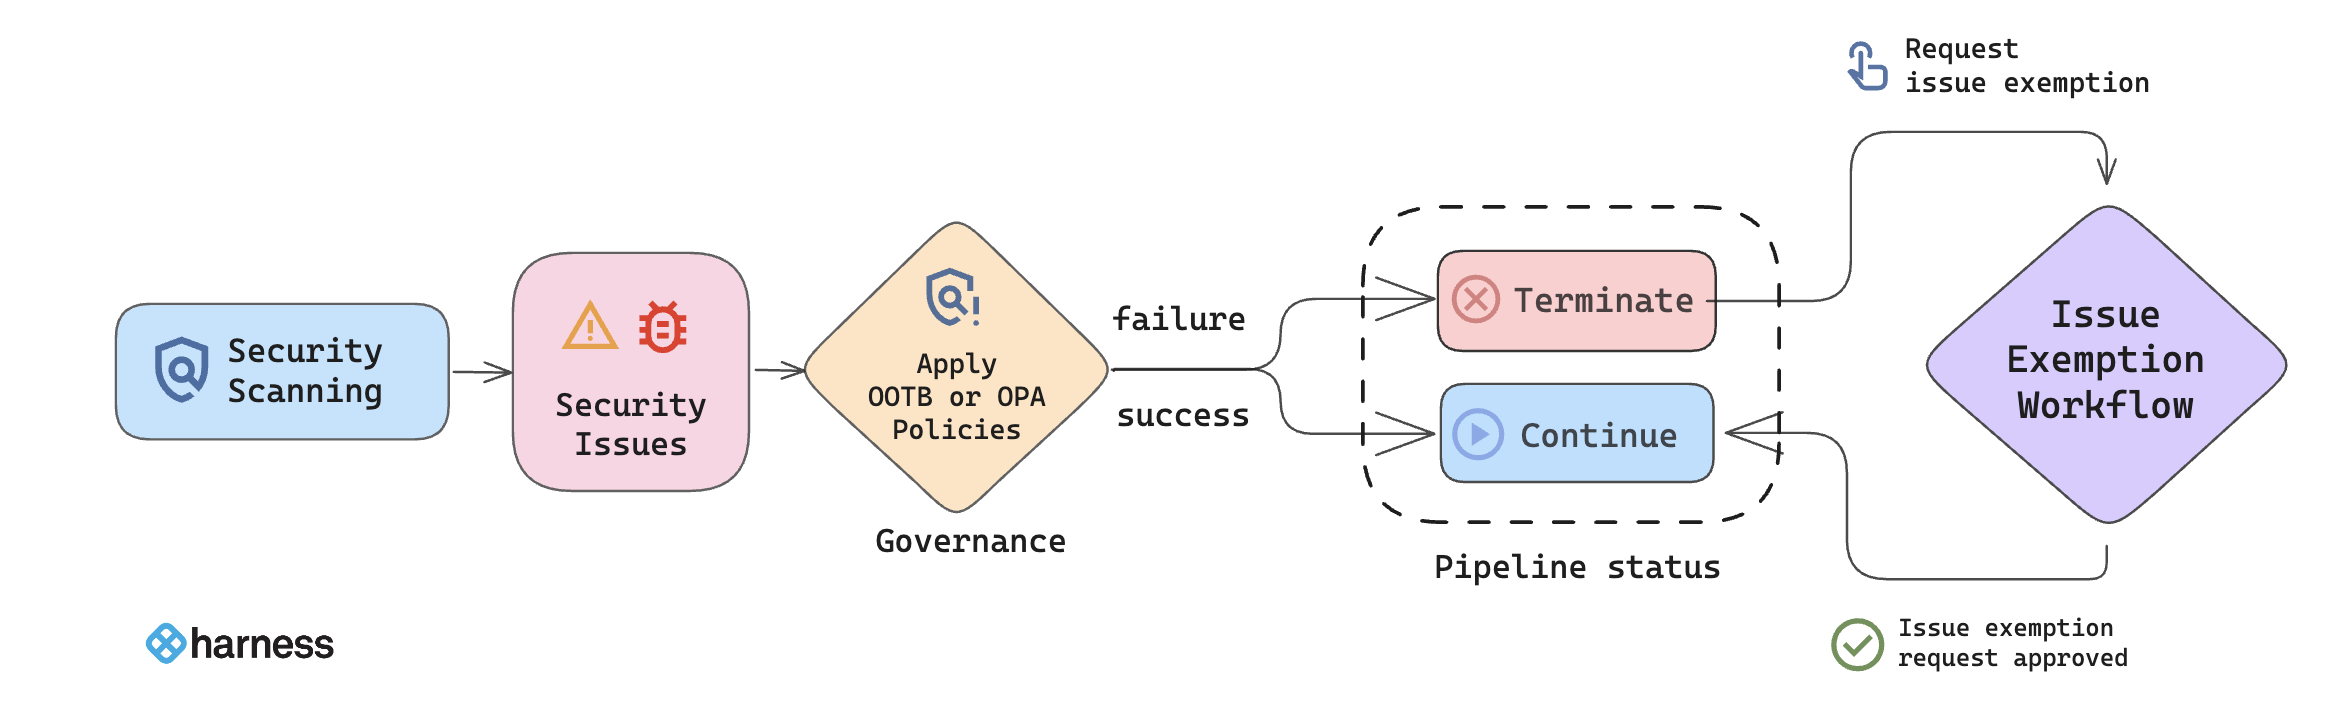 Request
issue exemption
Security
Scanning
Security
Issues
Apply
OOTB or OPA
Policies
Governance
failure
success
Terminate
Continue
Pipeline status
Issue
Exemption
Workflow
Issue exemption
request approved
harness